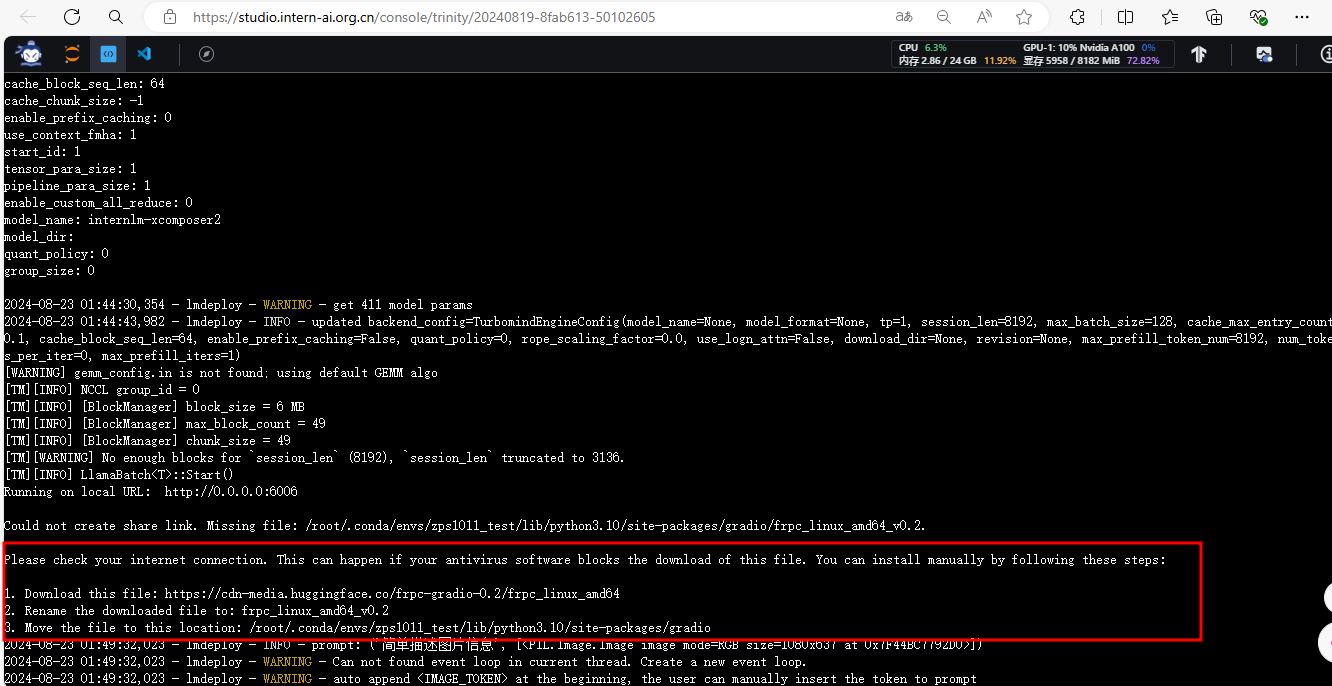 https://studio.intern-ai.org.cn/console/trinity/20240819-8fab613-50102605
CPU 6.3% GPU-1: 10% Nvidia A100 0%
内存 2.86 / 24 GB 11.92% 显存 5958 / 8182 MiB 72.82%
cache_block_seq_len: 64
cache_chunk_size: -1
enable_prefix_caching: 0
use_context_fmha: 1
start_id: 1
tensor_para_size: 1
pipeline_para_size: 1
enable_custom_all_reduce: 0
model_name: internlm-xcomposer2
model_dir:
quant_policy: 0
group_size: 0
2024-08-23 01:44:30,354 - lmdeploy - WARNING - get 411 model params
2024-08-23 01:44:43,982 - lmdeploy - INFO - updated backend_config=TurbomindEngineConfig(model_name=None, model_format=None, tp=1, session_len=8192, max_batch_size=128, cache_max_entry_count
0.1, cache_block_seq_len=64, enable_prefix_caching=False, quant_policy=0, rope_scaling_factor=0.0, use_logn_attn=False, download_dir=None, revision=None, max_prefill_token_num=8192, num_toke
s_per_iter=0, max_prefill_iters=1)
[WARNING] gemm_config.in is not found; using default GEMM algo
[TM][INFO] NCCL group_id = 0
[TM][INFO] [BlockManager] block_size = 6 MB
[TM][INFO] [BlockManager] max_block_count = 49
[TM][INFO] [BlockManager] chunk_size = 49
[TM][WARNING] No enough blocks for `session_len` (8192), `session_len` truncated to 3136.
[TM][INFO] LlamaBatch<T>::Start()
Running on local URL:  http://0.0.0.0:6006
Could not create share link. Missing file: /root/.conda/envs/zps1011_test/lib/python3.10/site-packages/gradio/frpc_linux_amd64_v0.2.
Please check your internet connection. This can happen if your antivirus software blocks the download of this file. You can install manually by following these steps:
1. Download this file: https://cdn-media.huggingface.co/frpc-gradio-0.2/frpc_linux_amd64
2. Rename the downloaded file to: frpc_linux_amd64_v0.2
3. Move the file to this location: /root/.conda/envs/zps1011_test/lib/python3.10/site-packages/gradio
2024-08-23 01:49:32,023 - lmdeploy - INFO - prompt: ('简单描述图片信息', [<PIL.Image.Image image mode=RGB size=1080x637 at 0x7F44BC7792D0>])
2024-08-23 01:49:32,023 - lmdeploy - WARNING - Can not found event loop in current thread. Create a new event loop.
2024-08-23 01:49:32,023 - lmdeploy - WARNING - auto append <IMAGE_TOKEN> at the beginning, the user can manually insert the token to prompt